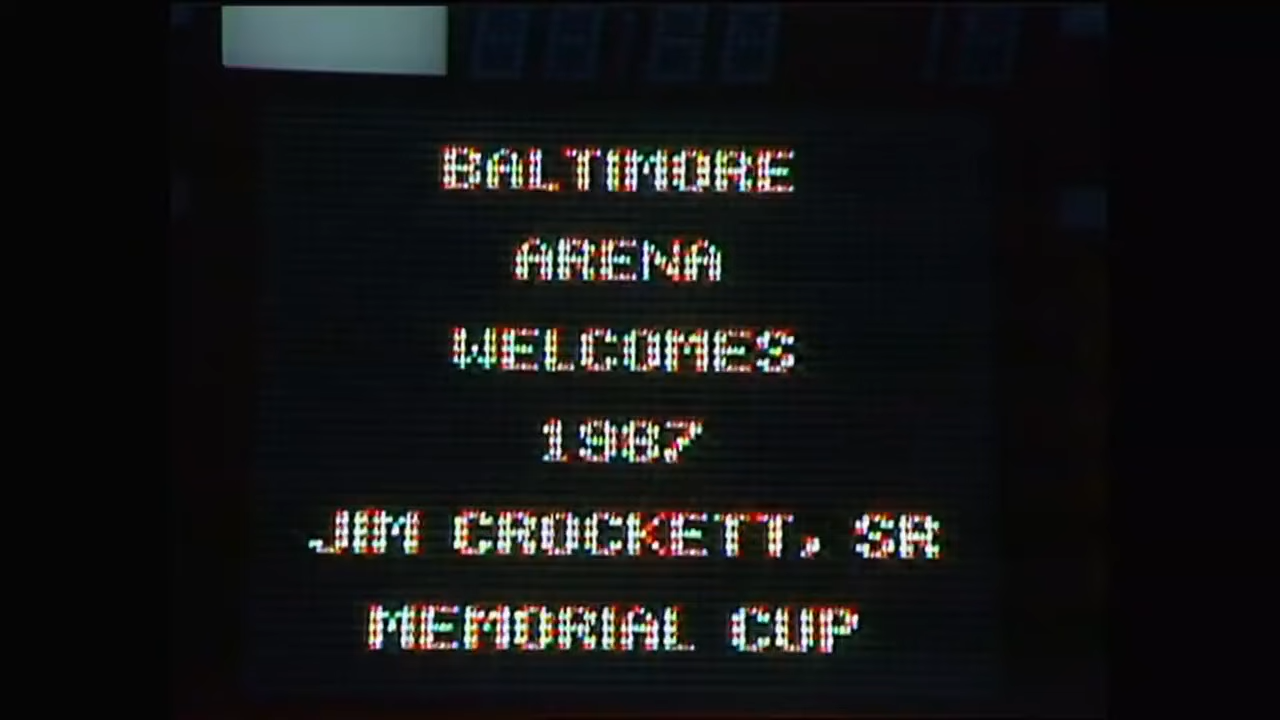 BALTIMORE
ARENA
WELCOMES
1987
JIM CROCKETT, SR
MEMORIAL CUP